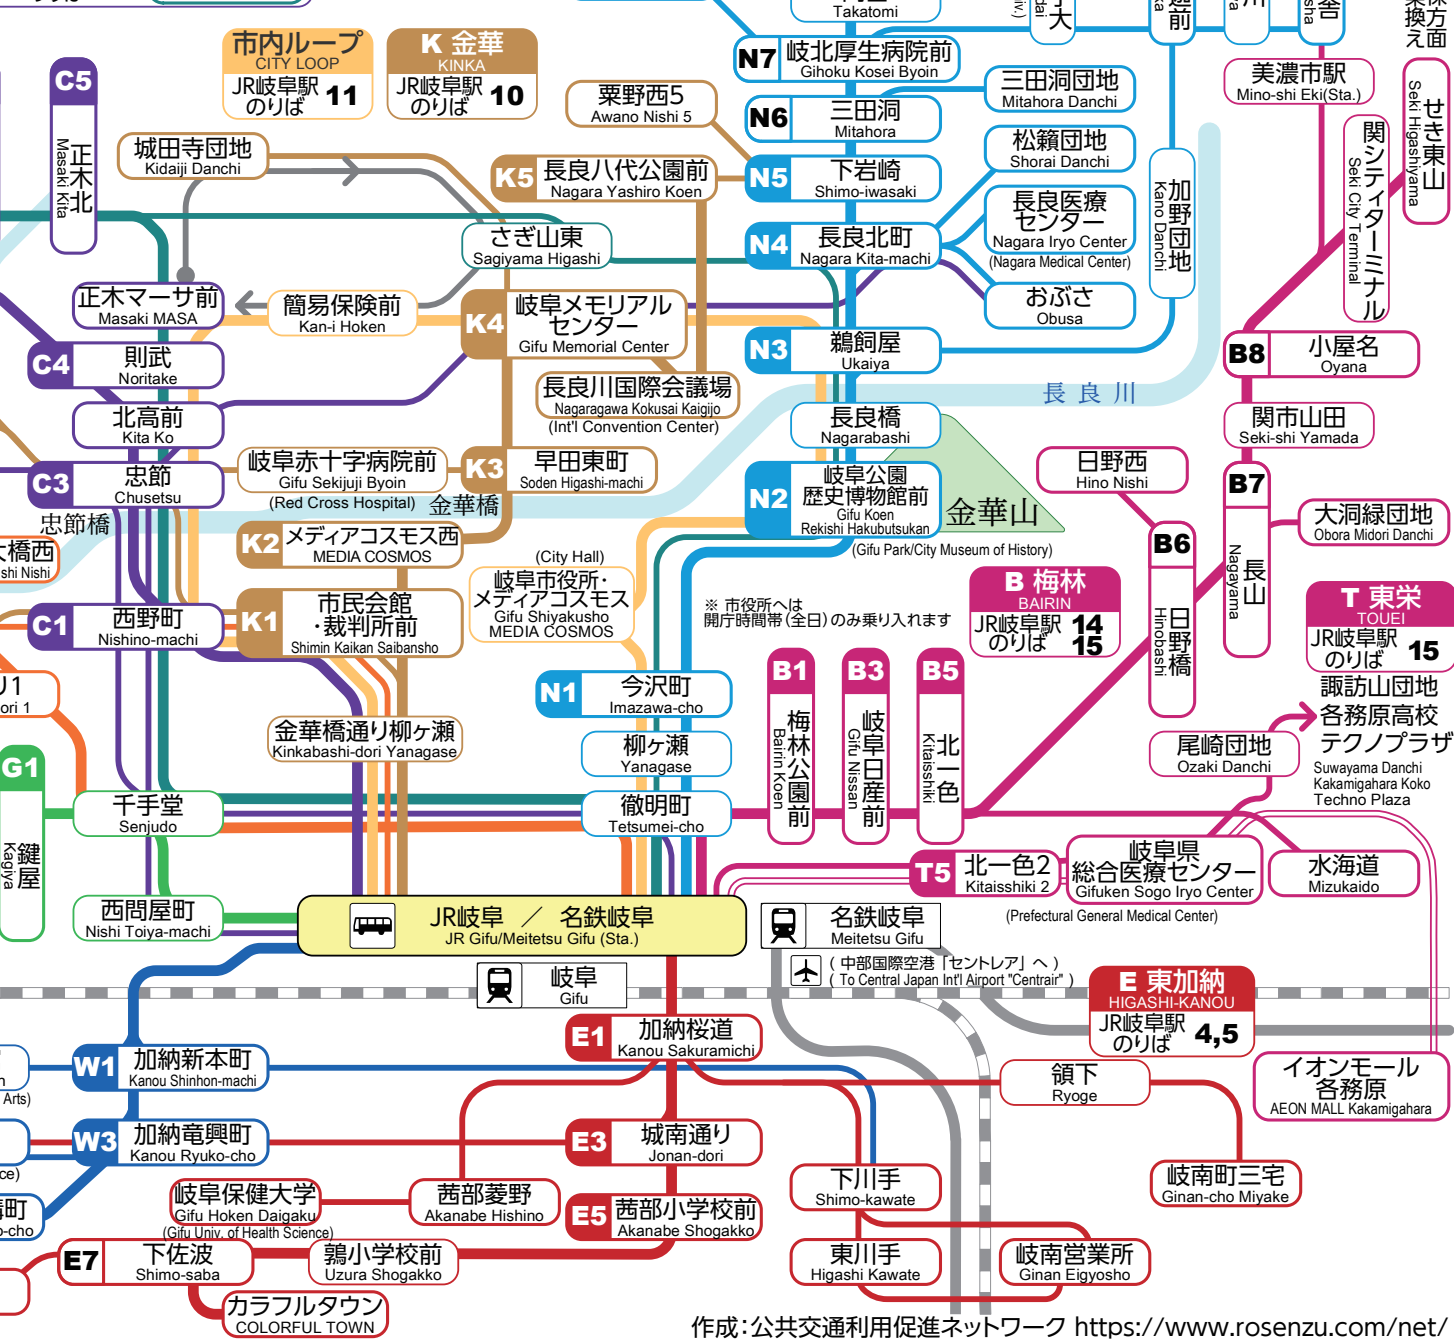 Takatomi
N7 岐北厚生病院前
Gihoku Kosei Byoin
市内ループ
CITY LOOP
JR岐阜駅
のりば 11
K 金華
KINKA
JR岐阜駅
のりば 10
C5
正木北
Masaki Kita
美濃市駅
Mino-shi Eki(Sta.)
せき東山
Seki Higashiyama
関シティターミナル
Seki City Terminal
粟野西5
Awano Nishi 5
N6 三田洞
Mitahora
三田洞団地
Mitahora Danchi
松籟団地
Shorai Danchi
城田寺団地
Kidaiji Danchi
K5 長良八代公園前
Nagara Yashiro Koen
N5 下岩崎
Shimo-iwasaki
長良医療
センター
Nagara Iryo Center
(Nagara Medical Center)
加野団地
Kano Danchi
さぎ山東
Sagiyama Higashi
N4 長良北町
Nagara Kita-machi
おぶさ
Obusa
正木マーサ前
Masaki MASA
簡易保険前
Kan-i Hoken
K4 岐阜メモリアル
センター
Gifu Memorial Center
N3 鵜飼屋
Ukaiya
B8 小屋名
Oyana
C4 則武
Noritake
長良川国際会議場
Nagaragawa Kokusai Kaigijo
(Int'l Convention Center)
長良川
北高前
Kita Ko
長良橋
Nagarabashi
関市山田
Seki-shi Yamada
C3 忠節
Chusetsu
岐阜赤十字病院前
Gifu Sekijuji Byoin
(Red Cross Hospital)
K3 早田東町
Soden Higashi-machi
N2 岐阜公園
歴史博物館前
Gifu Koen
Rekishi Hakubutsukan
(Gifu Park/City Museum of History)
金華山
日野西
Hino Nishi
B7
長山
Nagayama
大洞緑団地
Obora Midori Danchi
忠節橋
金華橋
K2 メディアコスモス西
MEDIA COSMOS
B6
日野橋
Hinobashi
大橋西
shi Nishi
(City Hall)
岐阜市役所・
メディアコスモス
Gifu Shiyakusho
MEDIA COSMOS
※ 市役所へは
開庁時間帯(全日)のみ乗り入れます
B 梅林
BAIRIN
JR岐阜駅 14
のりば 15
T 東栄
TOUEI
JR岐阜駅
のりば 15
C1 西野町
Nishino-machi
K1 市民会館
・裁判所前
Shimin Kaikan Saibansho
B1
梅林公園前
Bairin Koen
B3
岐阜日産前
Gifu Nissan
B5
北一色
Kitaisshiki
諏訪山団地
各務原高校
テクノプラザ
Suwayama Danchi
Kakamigahara Koko
Techno Plaza
ori 1
N1 今沢町
Imazawa-cho
金華橋通り柳ヶ瀬
Kinkabashi-dori Yanagase
柳ヶ瀬
Yanagase
尾崎団地
Ozaki Danchi
G1
鍵屋
Kagiya
千手堂
Senjudo
徹明町
Tetsumei-cho
T5 北一色2
Kitaisshiki 2
岐阜県
総合医療センター
Gifuken Sogo Iryo Center
(Prefectural General Medical Center)
水海道
Mizukaido
西問屋町
Nishi Toiya-machi
JR岐阜 ／ 名鉄岐阜
JR Gifu/Meitetsu Gifu (Sta.)
名鉄岐阜
Meitetsu Gifu
( 中部国際空港「セントレア」へ )
( To Central Japan Int'l Airport "Centrair" )
岐阜
Gifu
E 東加納
HIGASHI-KANOU
JR岐阜駅
のりば 4,5
E1 加納桜道
Kanou Sakuramichi
W1 加納新本町
Kanou Shinhon-machi
Arts)
領下
Ryoge
イオンモール
各務原
AEON MALL Kakamigahara
W3 加納竜興町
Kanou Ryuko-cho
E3 城南通り
Jonan-dori
岐阜保健大学
Gifu Hoken Daigaku
(Gifu Univ. of Health Science)
茜部菱野
Akanabe Hishino
E5 茜部小学校前
Akanabe Shogakko
下川手
Shimo-kawate
岐南町三宅
Ginan-cho Miyake
E7 下佐波
Shimo-saba
鶉小学校前
Uzura Shogakko
東川手
Higashi Kawate
岐南営業所
Ginan Eigyosho
カラフルタウン
COLORFUL TOWN
作成：公共交通利用促進ネットワーク https://www.rosenzu.com/net/